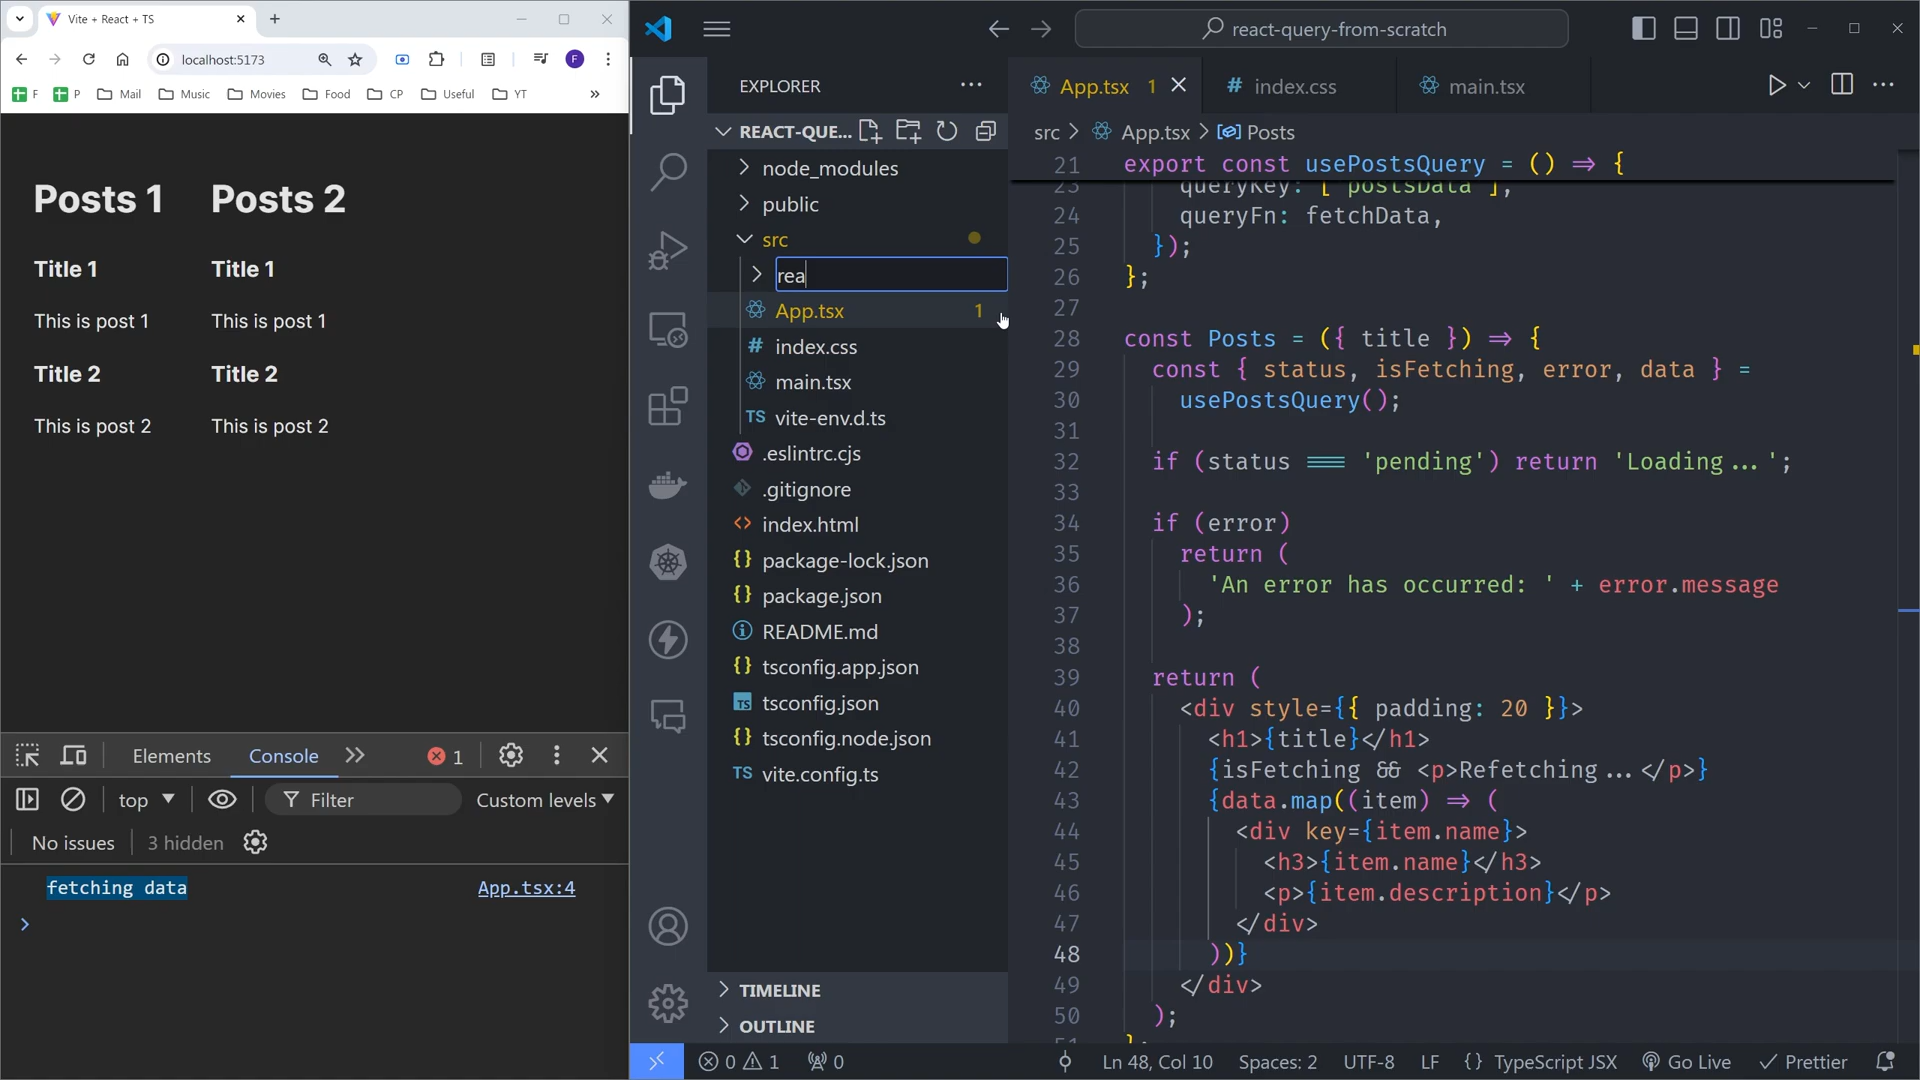 Vite + React + TS
localhost:5173
F
F
P
Mail
Music
Movies
Food
CP
Useful
YT
Posts 1
Posts 2
Title 1
Title 1
This is post 1
This is post 1
Title 2
Title 2
This is post 2
This is post 2
Elements
Console
1
top
Filter
Custom levels
No issues
3 hidden
fetching data
App.tsx:4
react-query-from-scratch
EXPLORER
REACT-QUE...
node_modules
public
src
rea
App.tsx
1
# index.css
main.tsx
TS vite-env.d.ts
.eslintrc.cjs
.gitignore
<> index.html
{} package-lock.json
{} package.json
README.md
{} tsconfig.app.json
TS tsconfig.json
{} tsconfig.node.json
TS vite.config.ts
TIMELINE
OUTLINE
App.tsx 1
# index.css
main.tsx
src > App.tsx > Posts
21 export const usePostsQuery = () => {
23 queryKey: ['postsData'],
24 queryFn: fetchData,
25 });
26 };
27
28 const Posts = ({ title }) => {
29 const { status, isFetching, error, data } =
30 usePostsQuery();
31
32 if (status === 'pending') return 'Loading...';
33
34 if (error)
35 return (
36 'An error has occurred: ' + error.message
37 );
38
39 return (
40 <div style={{ padding: 20 }}>
41 <h1>{title}</h1>
42 {isFetching && <p>Refetching...</p>}
43 {data.map((item) => (
44 <div key={item.name}>
45 <h3>{item.name}</h3>
46 <p>{item.description}</p>
47 </div>
48 ))}
49 </div>
50 );
0 1
0
Ln 48, Col 10
Spaces: 2
UTF-8
LF
{} TypeScript JSX
Go Live
Prettier